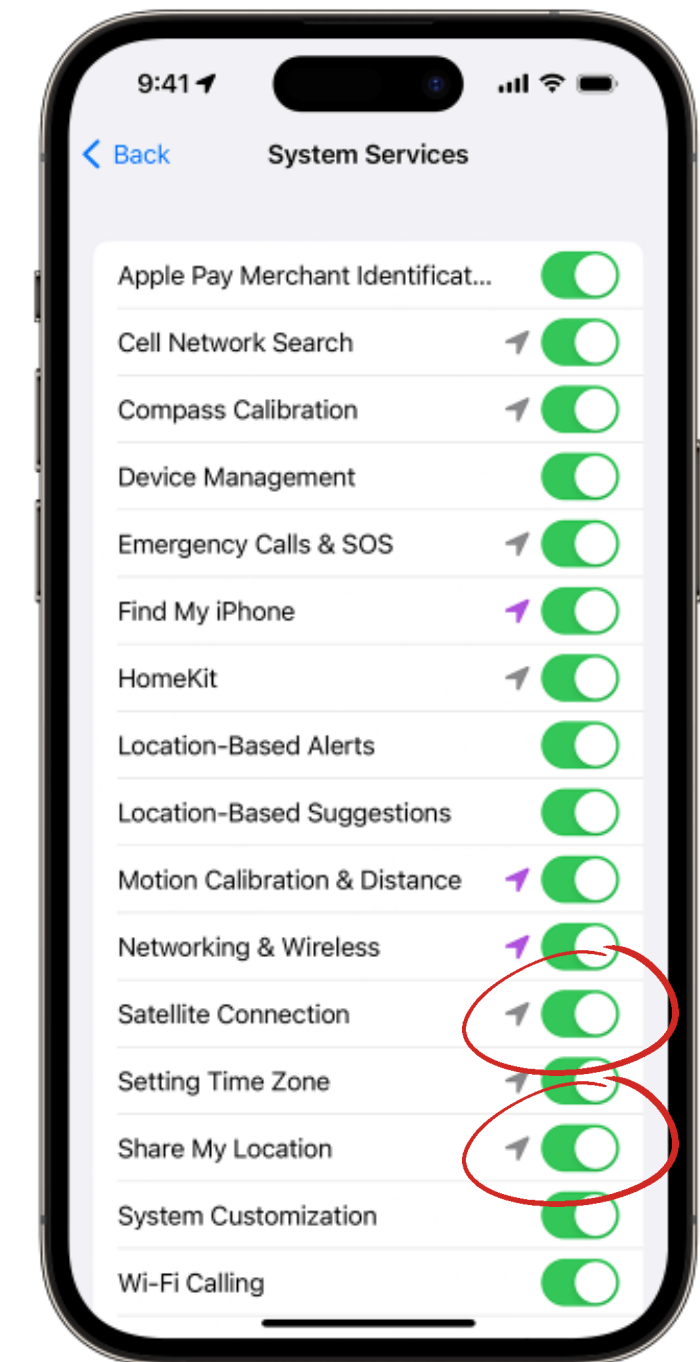 9:41
Back
System Services
Apple Pay Merchant Identificat...
Cell Network Search
Compass Calibration
Device Management
Emergency Calls & SOS
Find My iPhone
HomeKit
Location-Based Alerts
Location-Based Suggestions
Motion Calibration & Distance
Networking & Wireless
Satellite Connection
Setting Time Zone
Share My Location
System Customization
Wi-Fi Calling